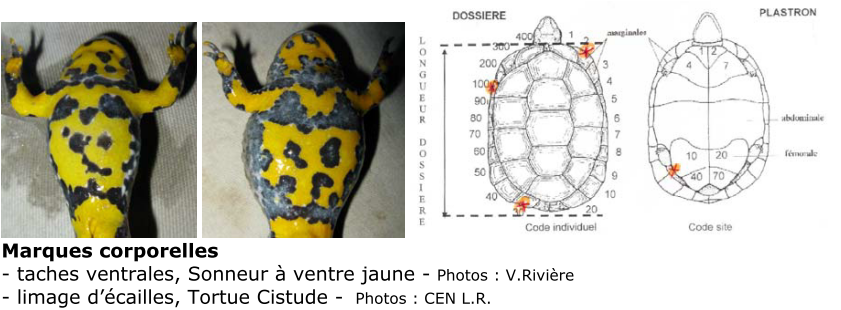 DOSSIERE
PLASTRON
LONGUEUR DOSSIERE
400 1 2
300
200 3
100 4
90 5
80 6
70 7
60 8
50 9
40 10
20
marginales
1 2
4 7
abdominale
10 20
fémorale
40 70
Code individuel
Code site
Marques corporelles
- taches ventrales, Sonneur à ventre jaune - Photos : V.Rivière
- limage d’écailles, Tortue Cistude - Photos : CEN L.R.